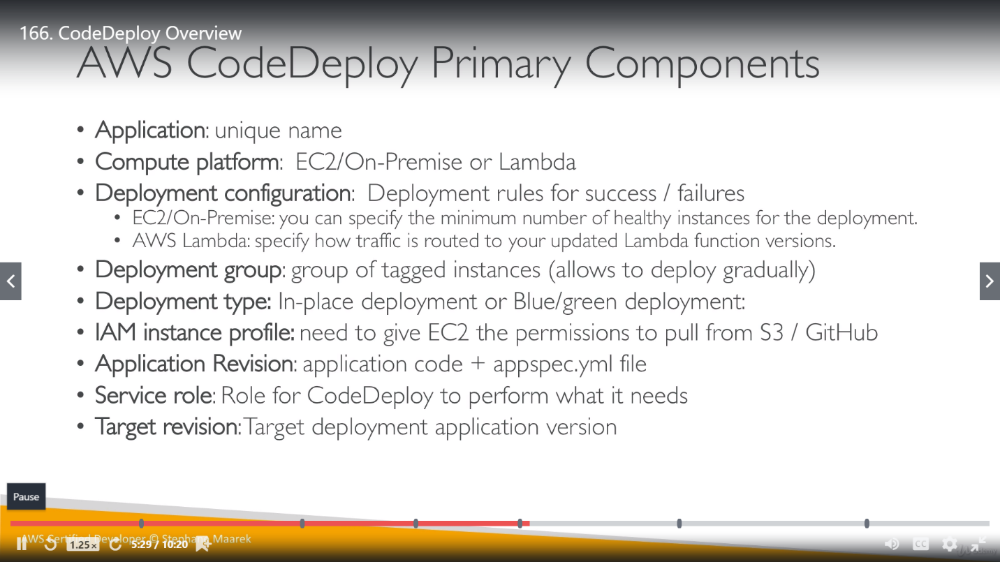 166. CodeDeploy Overview
AWS CodeDeploy Primary Components
• Application: unique name
• Compute platform: EC2/On-Premise or Lambda
• Deployment configuration: Deployment rules for success / failures
• EC2/On-Premise: you can specify the minimum number of healthy instances for the deployment.
• AWS Lambda: specify how traffic is routed to your updated Lambda function versions.
• Deployment group: group of tagged instances (allows to deploy gradually)
• Deployment type: In-place deployment or Blue/green deployment:
• IAM instance profile: need to give EC2 the permissions to pull from S3 / GitHub
• Application Revision: application code + appspec.yml file
• Service role: Role for CodeDeploy to perform what it needs
• Target revision: Target deployment application version
Pause
AWS Certified Developer © Stephane Maarek
1.25x 5:29 / 10:20 CC
Udemy